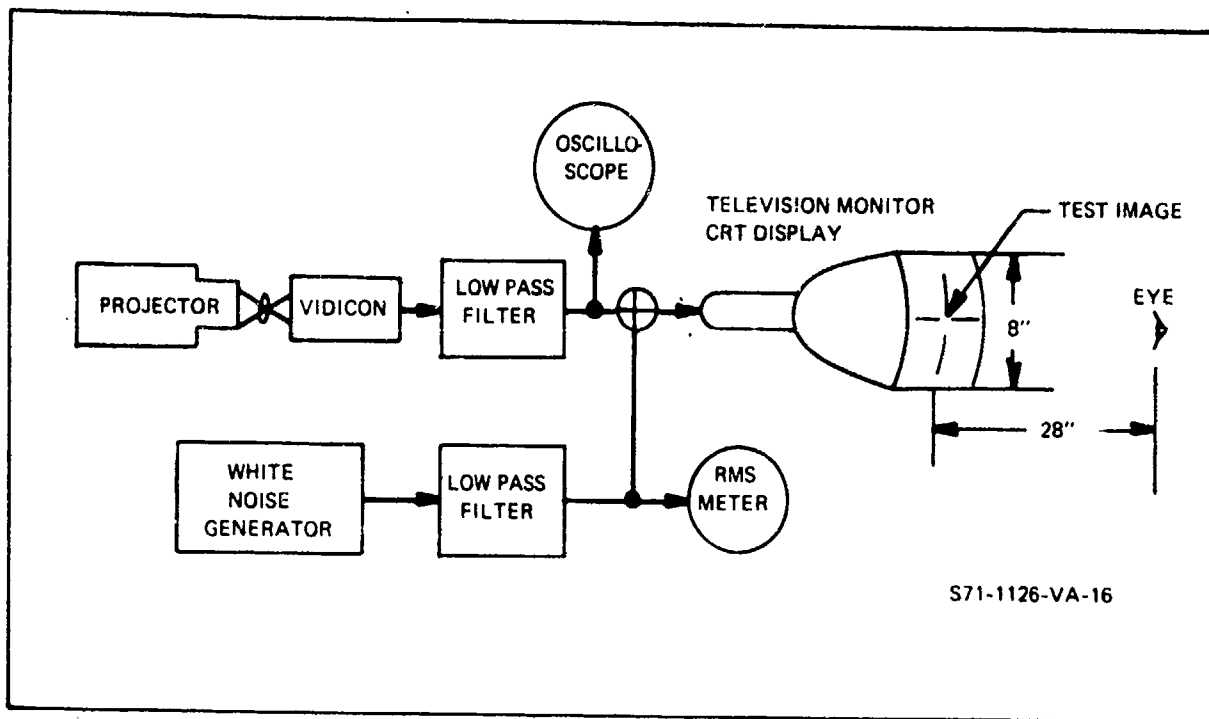 OSCILLO-
SCOPE
TELEVISION MONITOR
CRT DISPLAY
TEST IMAGE
PROJECTOR
VIDICON
LOW PASS
FILTER
EYE
8"
28"
WHITE
NOISE
GENERATOR
LOW PASS
FILTER
RMS
METER
S71-1126-VA-16